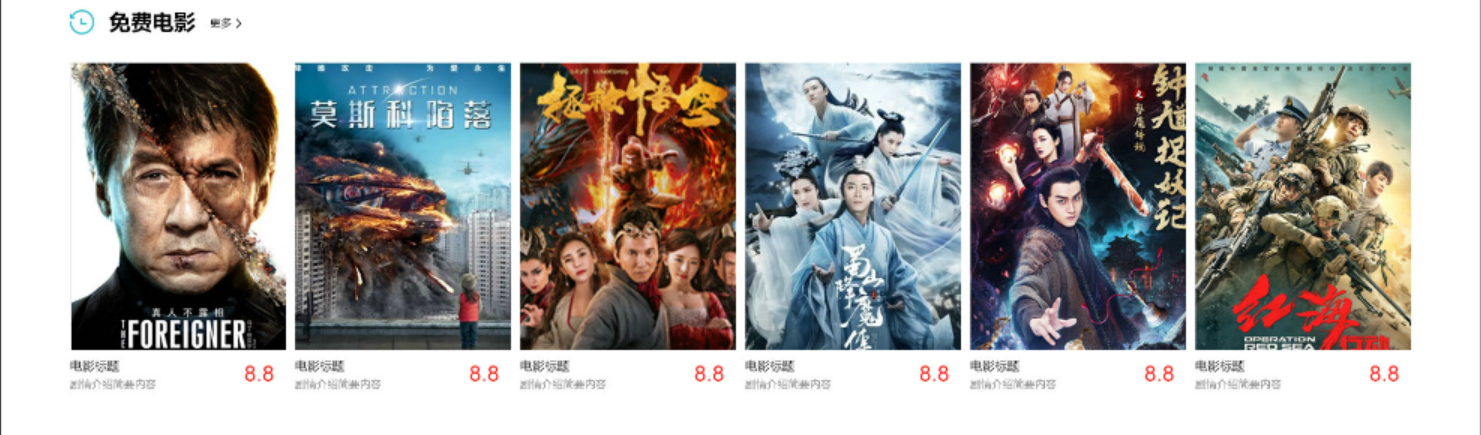 免费电影 更多
ATTRACTION
莫斯科陷落
拯救悟空
钟馗捉妖记
真人不露相
THE FOREIGNER
蜀山降魔传
红海行动
OPERATION
RED SEA
电影标题 8.8
剧情介绍简要内容
电影标题 8.8
剧情介绍简要内容
电影标题 8.8
剧情介绍简要内容
电影标题 8.8
剧情介绍简要内容
电影标题 8.8
剧情介绍简要内容
电影标题 8.8
剧情介绍简要内容